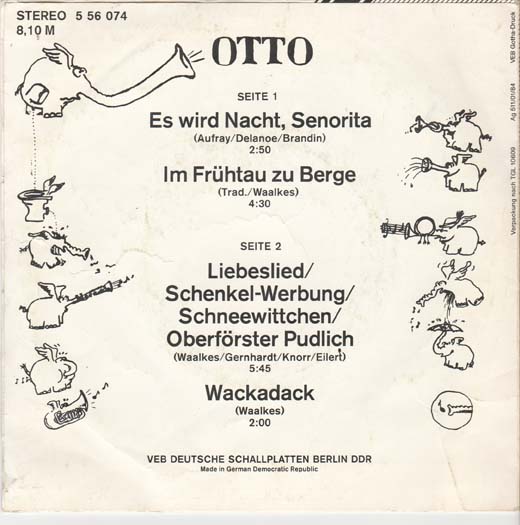 STEREO 5 56 074
8,10 M
OTTO
SEITE 1
Es wird Nacht, Senorita
(Aufray/Delanoe/Brandin)
2:50
Im Frühtau zu Berge
(Trad./Waalkes)
4:30
SEITE 2
Liebeslied/
Schenkel-Werbung/
Schneewittchen/
Oberförster Pudlich
(Waalkes/Gernhardt/Knorr/Eilert)
5:45
Wackadack
(Waalkes)
2:00
VEB DEUTSCHE SCHALLPLATTEN BERLIN DDR
Made in German Democratic Republic
Verpackung nach TGL 10609
Ag 511/01/84
VEB Gotha-Druck